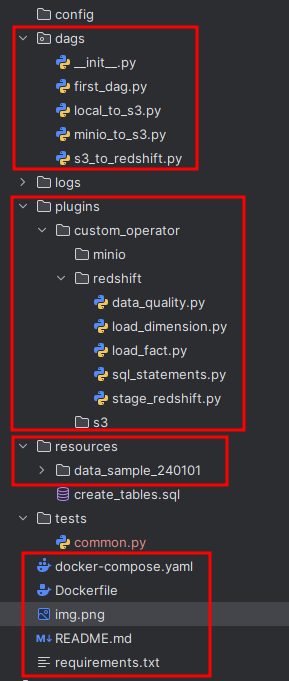 config
dags
__init__.py
first_dag.py
local_to_s3.py
minio_to_s3.py
s3_to_redshift.py
logs
plugins
custom_operator
minio
redshift
data_quality.py
load_dimension.py
load_fact.py
sql_statements.py
stage_redshift.py
s3
resources
data_sample_240101
create_tables.sql
tests
common.py
docker-compose.yaml
Dockerfile
img.png
M↓ README.md
requirements.txt